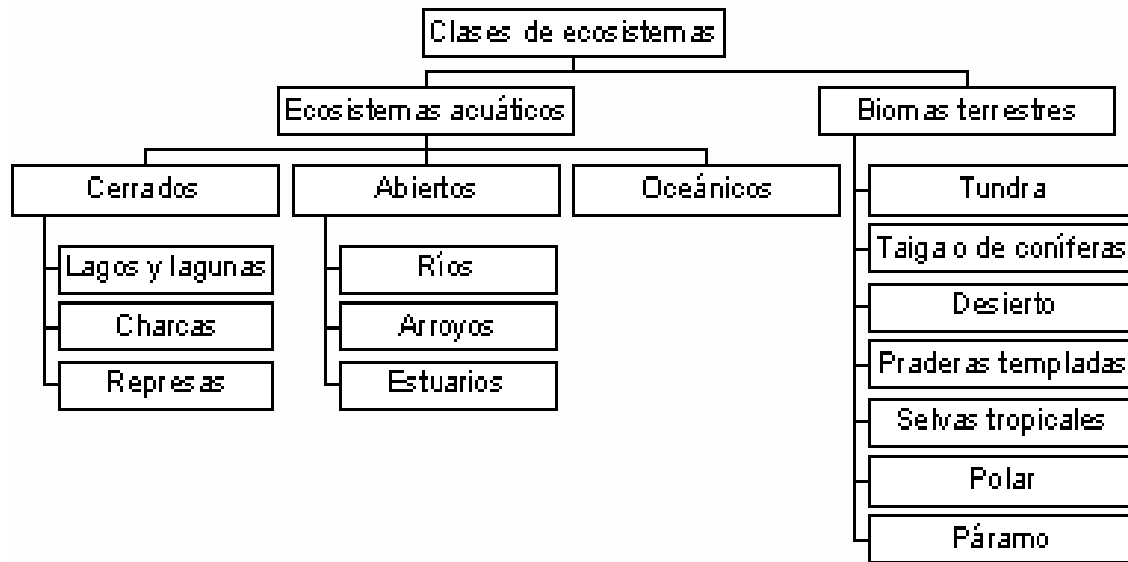 Clases de ecosistemas
Ecosistemas acuáticos
Biomas terrestres
Cerrados
Abiertos
Oceánicos
Lagos y lagunas
Charcas
Represas
Ríos
Arroyos
Estuarios
Tundra
Taiga o de coníferas
Desierto
Praderas templadas
Selvas tropicales
Polar
Páramo